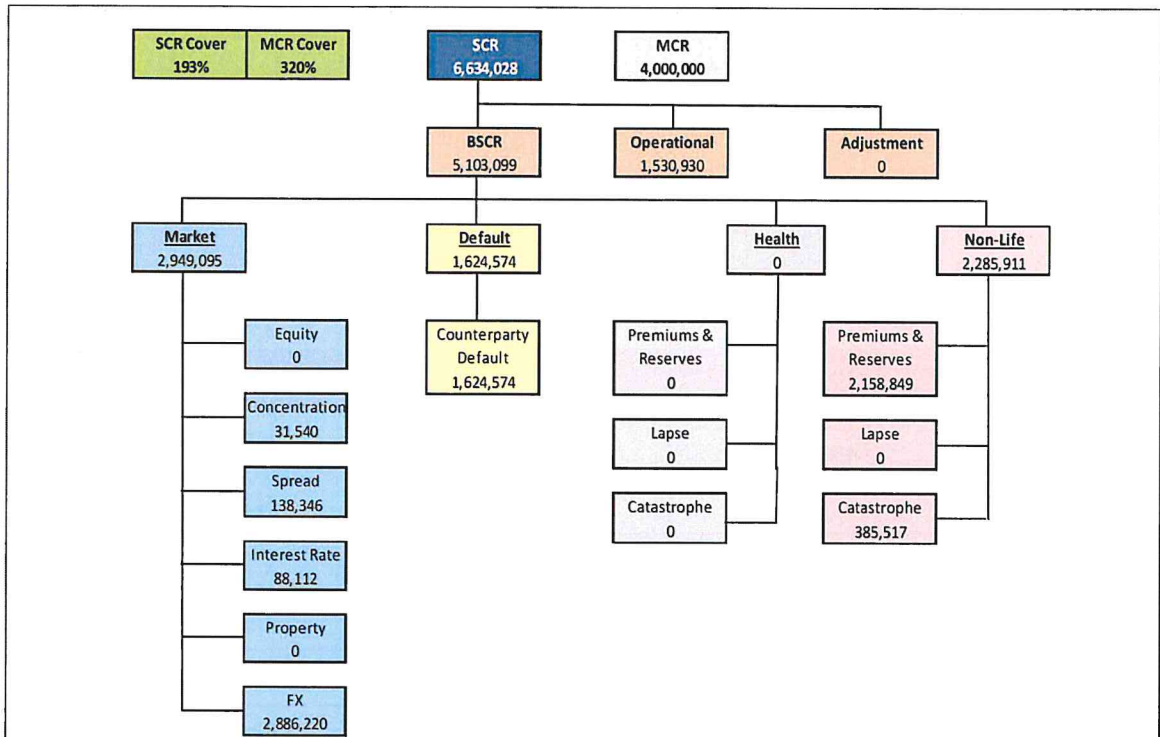 SCR Cover
193%
MCR Cover
320%
SCR
6,634,028
MCR
4,000,000
BSCR
5,103,099
Operational
1,530,930
Adjustment
0
Market
2,949,095
Default
1,624,574
Health
0
Non-Life
2,285,911
Equity
0
Concentration
31,540
Spread
138,346
Interest Rate
88,112
Property
0
FX
2,886,220
Counterparty
Default
1,624,574
Premiums &
Reserves
0
Lapse
0
Catastrophe
0
Premiums &
Reserves
2,158,849
Lapse
0
Catastrophe
385,517